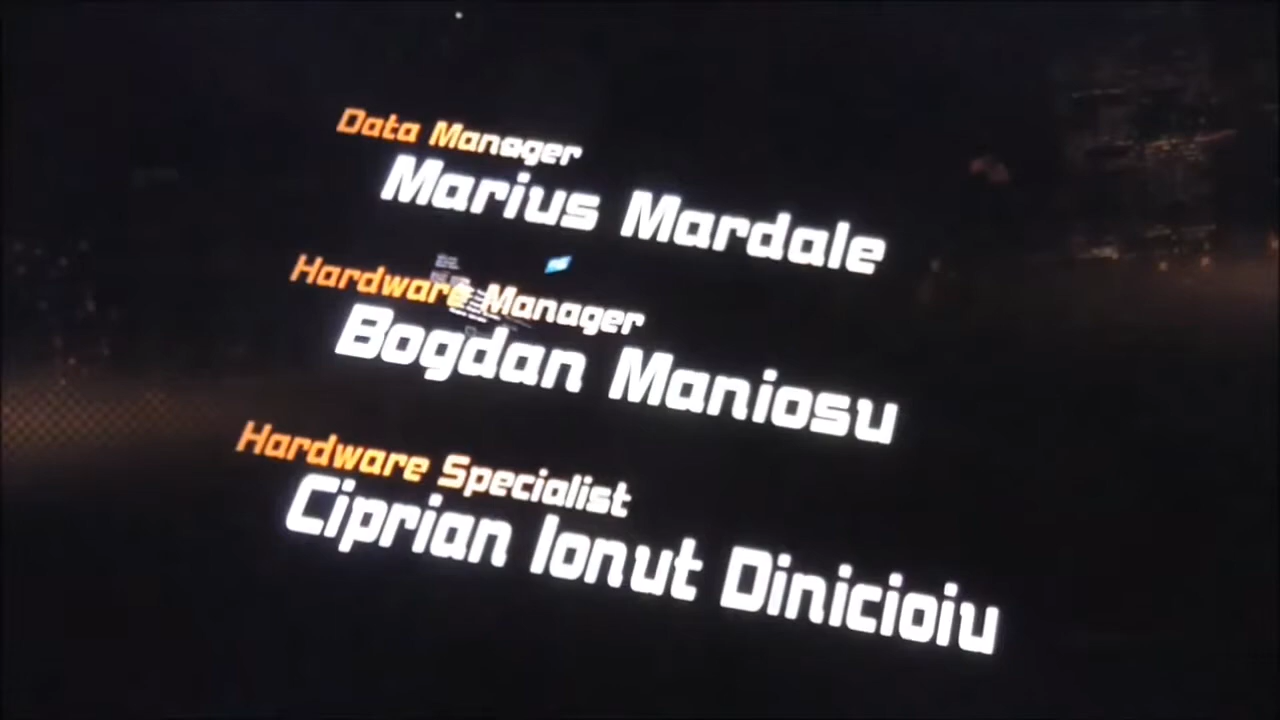 Data Manager
Marius Mardale
Hardware Manager
Bogdan Maniosu
Hardware Specialist
Ciprian Ionut Dinicioiu